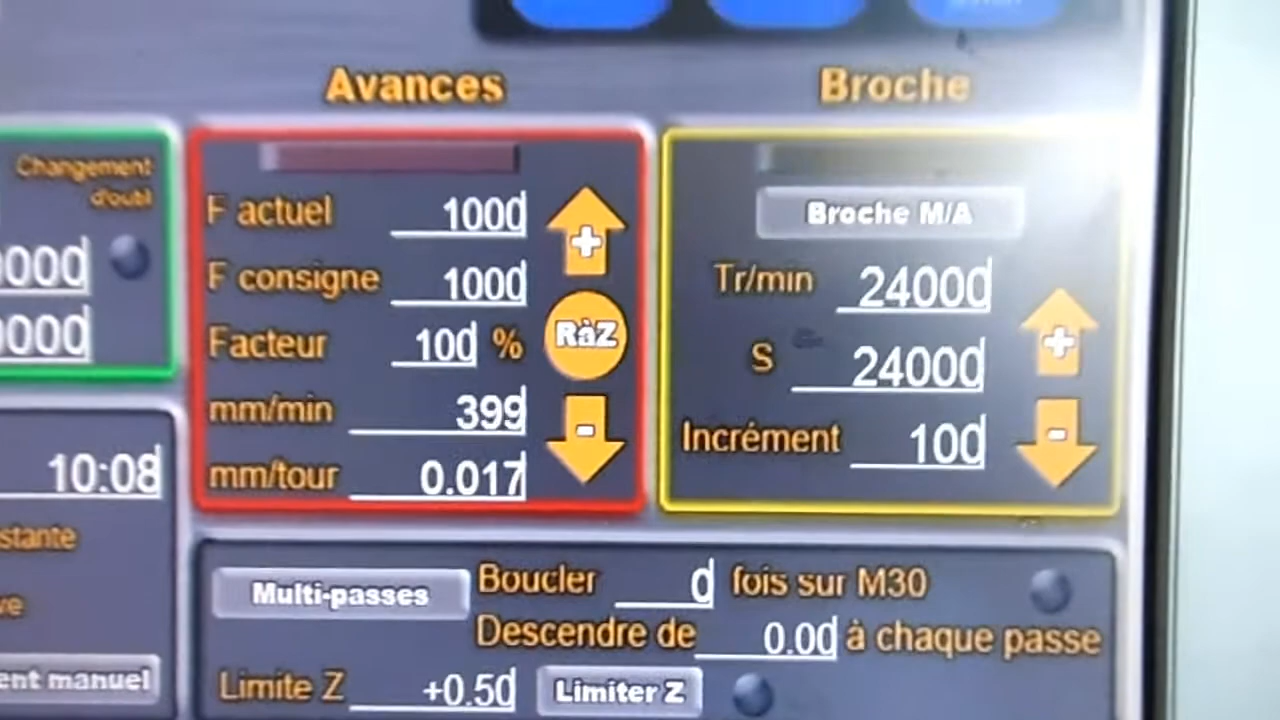 Avances
Broche
Changement
d'outil
F actuel 1000
F consigne 1000
Facteur 100 %
mm/min 399
mm/tour 0.017
+
RàZ
-
Broche M/A
Tr/min 24000
S 24000
Incrément 100
+
-
000
000
10:08
stante
ve
ent manuel
Multi-passes
Boucler 0 fois sur M30
Descendre de 0.00 à chaque passe
Limite Z +0.50
Limiter Z